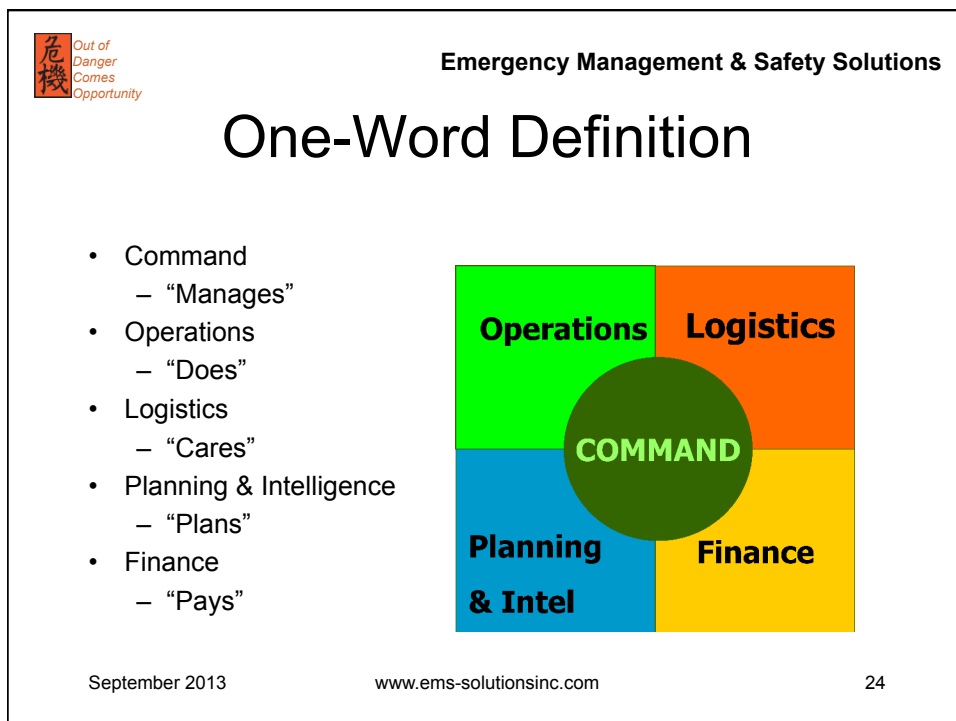 危機
Out of
Danger
Comes
Opportunity
Emergency Management & Safety Solutions
One-Word Definition
• Command
– “Manages”
• Operations
– “Does”
• Logistics
– “Cares”
• Planning & Intelligence
– “Plans”
• Finance
– “Pays”
Operations
Logistics
COMMAND
Planning
& Intel
Finance
September 2013
www.ems-solutionsinc.com
24